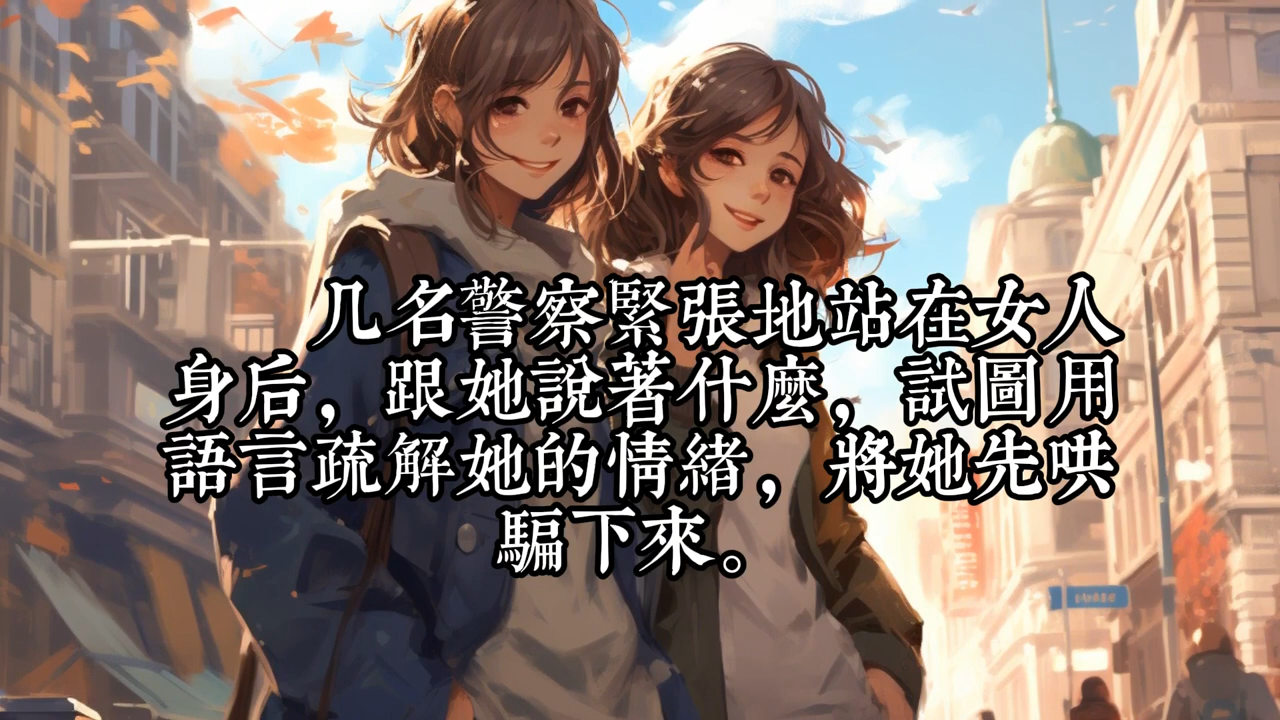 几名警察緊張地站在女人
身后，跟她說著什麼，試圖用
語言疏解她的情緒，將她先哄
騙下來。